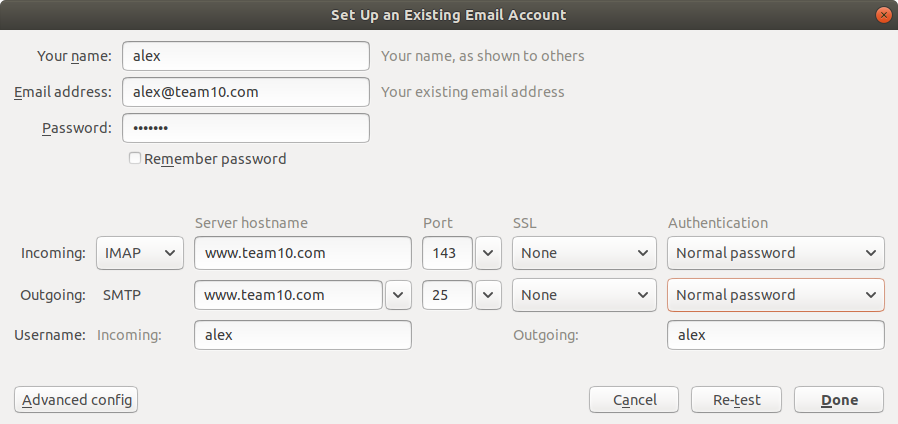 Set Up an Existing Email Account
Your name: alex Your name, as shown to others
Email address: alex@team10.com Your existing email address
Password: •••••••
Remember password
Server hostname Port SSL Authentication
Incoming: IMAP www.team10.com 143 None Normal password
Outgoing: SMTP www.team10.com 25 None Normal password
Username: Incoming: alex Outgoing: alex
Advanced config Cancel Re-test Done